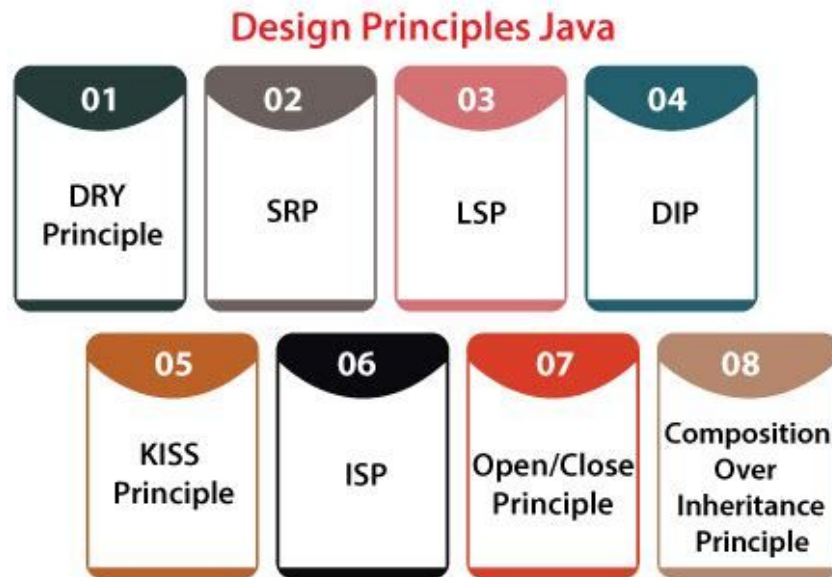 Design Principles Java
01
02
03
04
DRY
Principle
SRP
LSP
DIP
05
06
07
08
KISS
Principle
ISP
Open/Close
Principle
Composition
Over
Inheritance
Principle